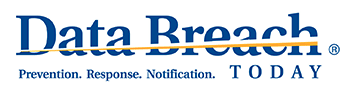 Data Breach ®
Prevention. Response. Notification. TODAY